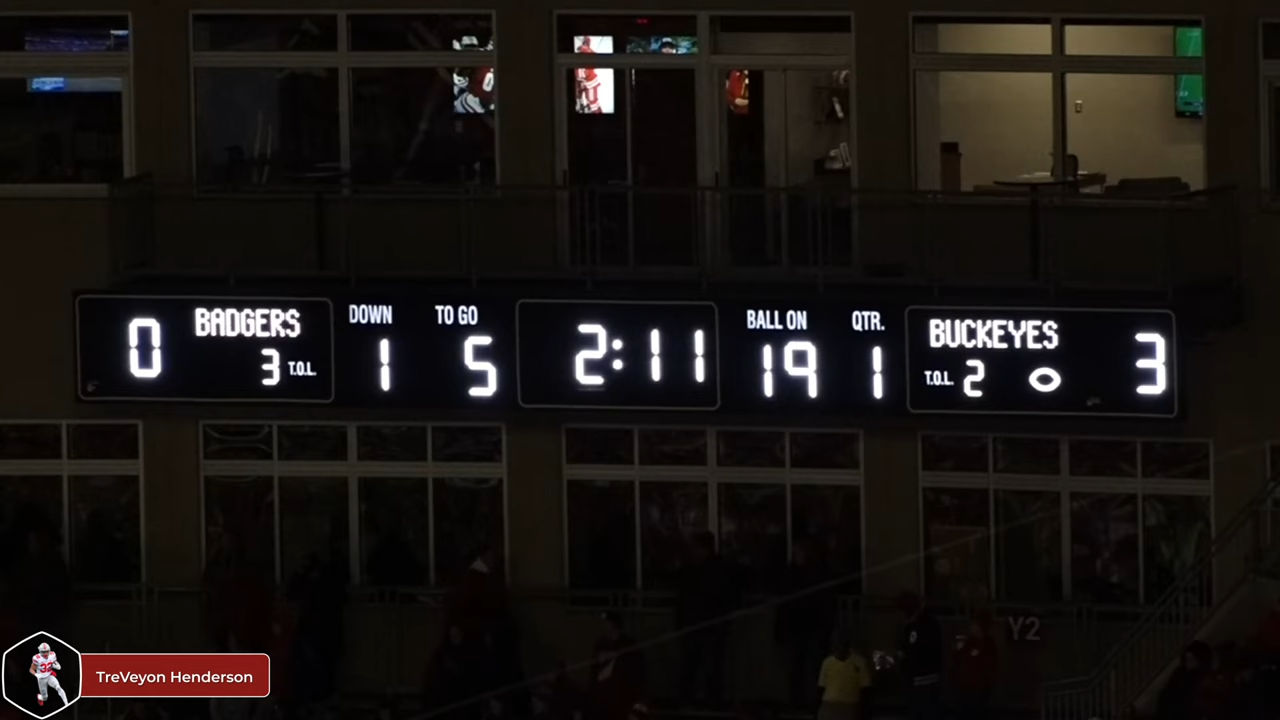 BADGERS
0
3 T.O.L.
DOWN
1
TO GO
5
2:11
BALL ON
19
QTR.
1
BUCKEYES
T.O.L. 2
3
Y2
32
TreVeyon Henderson